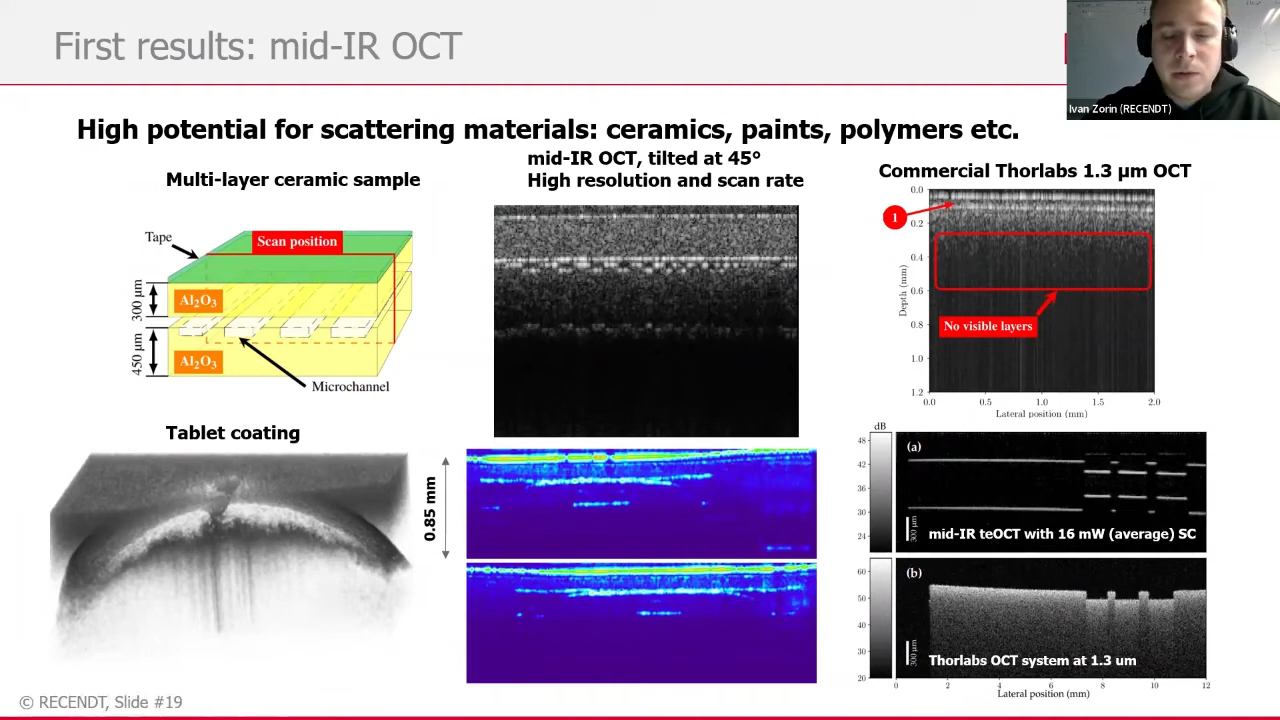 First results: mid-IR OCT
Ivan Zorin (RECENDT)
High potential for scattering materials: ceramics, paints, polymers etc.
Multi-layer ceramic sample
Tape
Scan position
300 µm
Al2O3
450 µm
Al2O3
Microchannel
mid-IR OCT, tilted at 45°
High resolution and scan rate
Commercial Thorlabs 1.3 µm OCT
1
No visible layers
Depth (mm)
0.0
0.2
0.4
0.6
0.8
1.0
1.2
0.0 0.5 1.0 1.5 2.0
Lateral position (mm)
Tablet coating
0.85 mm
dB
48
42
36
30
24
(a)
300 µm
mid-IR teOCT with 16 mW (average) SC
60
50
40
30
20
(b)
300 µm
Thorlabs OCT system at 1.3 um
0 2 4 6 8 10 12
Lateral position (mm)
© RECENDT, Slide #19